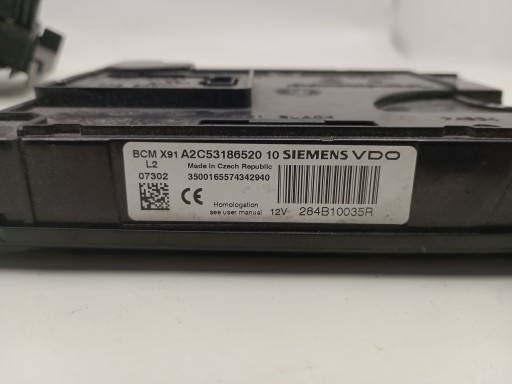 BCM X91 A2C53186520 10 SIEMENS VDO
L2 Made in Czech Republic
07302 3500165574342940
CE
Homologation
see user manual 12V 284B10035R